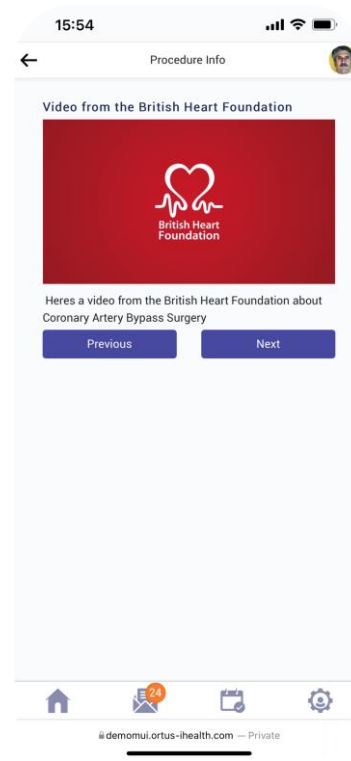 15:54
Procedure Info
Video from the British Heart Foundation
British Heart
Foundation
Heres a video from the British Heart Foundation about
Coronary Artery Bypass Surgery
Previous
Next
24
demomui.ortus-ihealth.com — Private